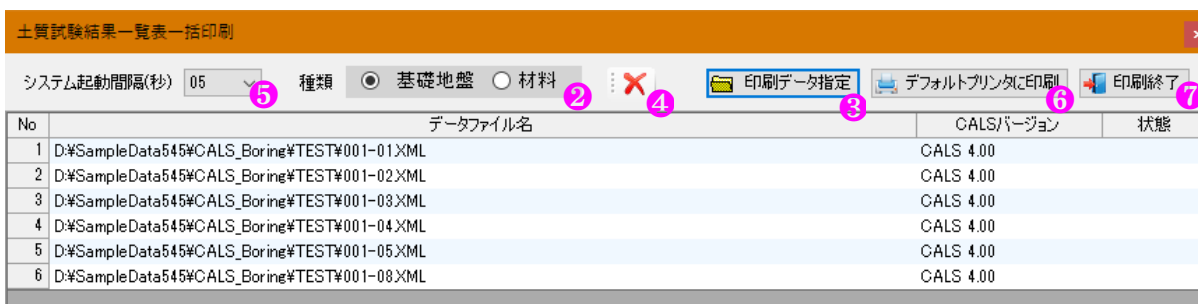 土質試験結果一覧表一括印刷
システム起動間隔(秒) 05 ❺ 種類 基礎地盤 材料 ❷ ❹ 印刷データ指定 ❸ デフォルトプリンタに印刷 ❻ 印刷終了 ❼
No データファイル名 CALSバージョン 状態
1 D:¥SampleData545¥CALS_Boring¥TEST¥001-01.XML CALS 4.00
2 D:¥SampleData545¥CALS_Boring¥TEST¥001-02.XML CALS 4.00
3 D:¥SampleData545¥CALS_Boring¥TEST¥001-03.XML CALS 4.00
4 D:¥SampleData545¥CALS_Boring¥TEST¥001-04.XML CALS 4.00
5 D:¥SampleData545¥CALS_Boring¥TEST¥001-05.XML CALS 4.00
6 D:¥SampleData545¥CALS_Boring¥TEST¥001-08.XML CALS 4.00